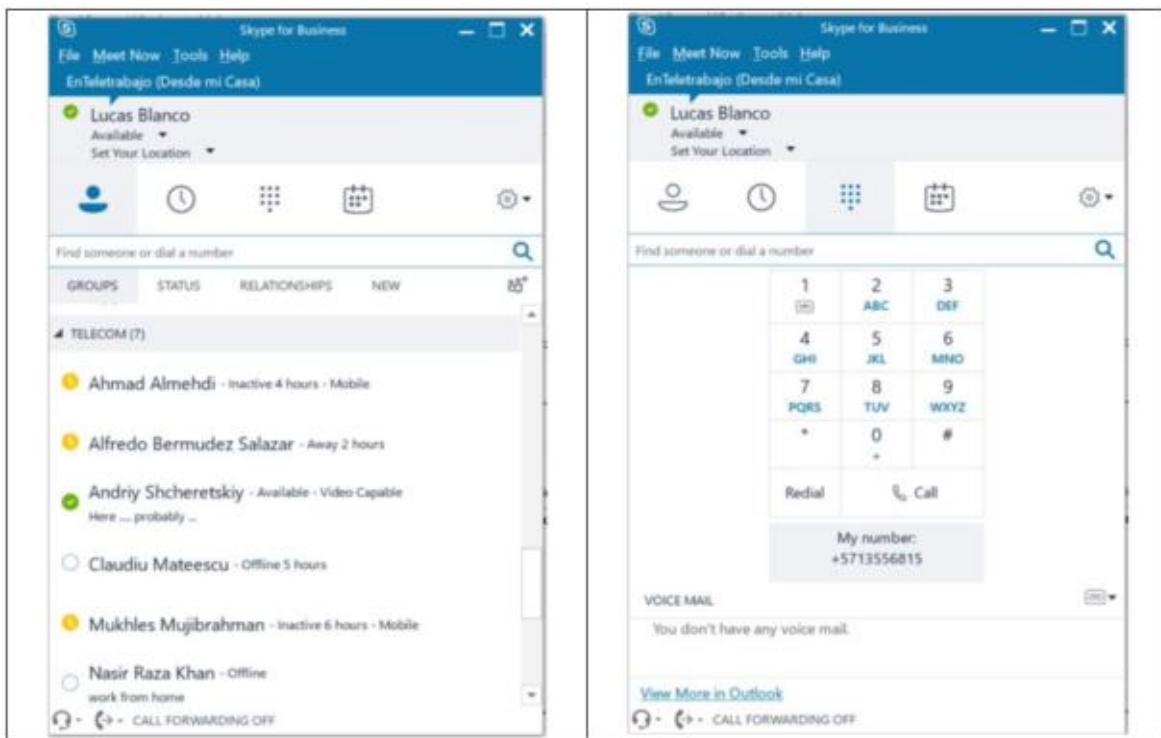 Skype for Business
File Meet Now Tools Help
EnTeletrabajo (Desde mi Casa)
Lucas Blanco
Available
Set Your Location
Find someone or dial a number
GROUPS STATUS RELATIONSHIPS NEW
TELECOM (7)
Ahmad Almehdi - Inactive 4 hours - Mobile
Alfredo Bermudez Salazar - Away 2 hours
Andriy Shcheretskiy - Available - Video Capable
Here .... probably ...
Claudiu Mateescu - Offline 5 hours
Mukhles Mujibrahman - Inactive 6 hours - Mobile
Nasir Raza Khan - Offline
work from home
CALL FORWARDING OFF
Skype for Business
File Meet Now Tools Help
EnTeletrabajo (Desde mi Casa)
Lucas Blanco
Available
Set Your Location
Find someone or dial a number
1 2 3
ABC DEF
4 5 6
GHI JKL MNO
7 8 9
PQRS TUV WXYZ
* 0 #
+
Redial Call
My number:
+5713556815
VOICE MAIL
You don't have any voice mail.
View More in Outlook
CALL FORWARDING OFF